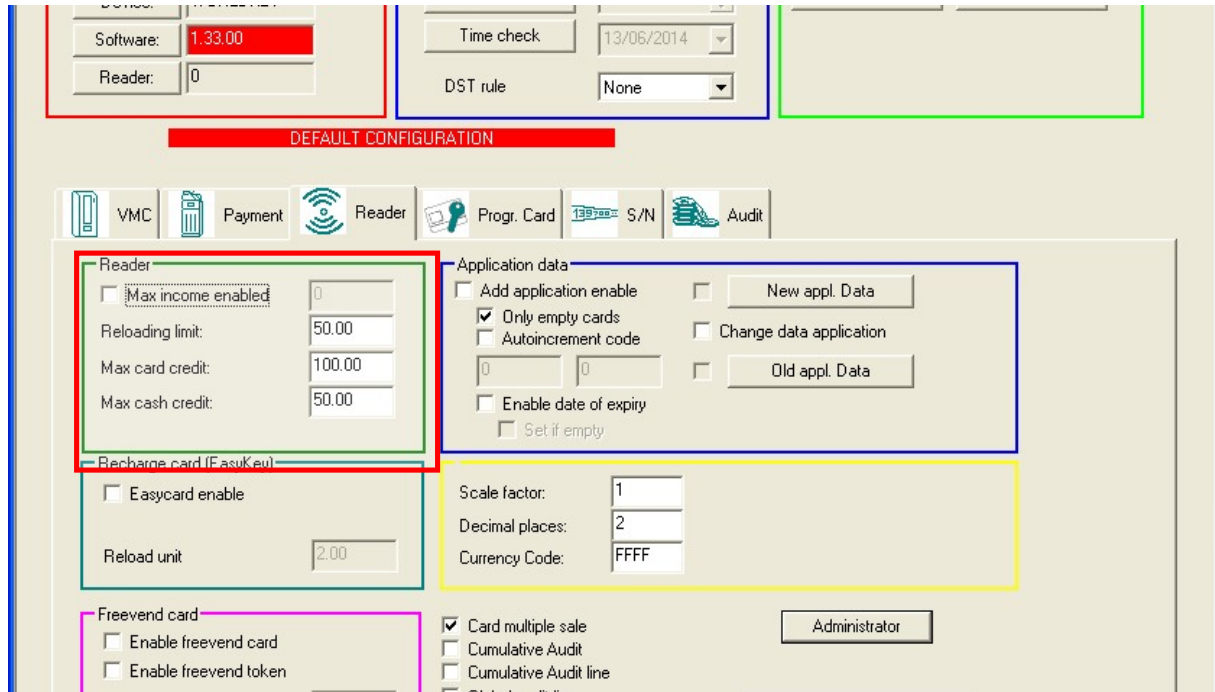 Software: 1.33.00
Reader: 0
Time check 13/06/2014
DST rule None
DEFAULT CONFIGURATION
VMC Payment Reader Progr. Card S/N Audit
Reader
Max income enabled 0
Reloading limit: 50.00
Max card credit: 100.00
Max cash credit: 50.00
Application data
Add application enable New appl. Data
Only empty cards
Autoincrement code Change data application
0 0 Old appl. Data
Enable date of expiry
Set if empty
Recharge card (EasyKey)
Easycard enable
Reload unit 2.00
Scale factor: 1
Decimal places: 2
Currency Code: FFFF
Freevend card
Enable freevend card
Enable freevend token
Card multiple sale
Cumulative Audit
Cumulative Audit line
Administrator